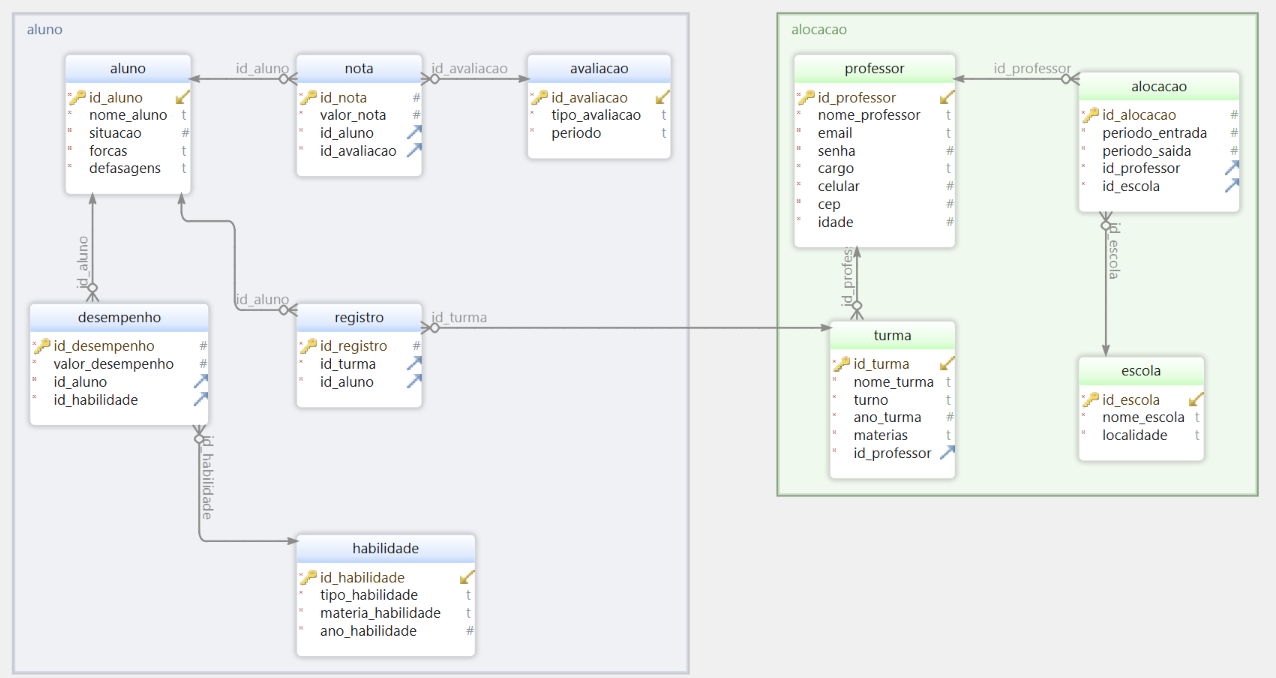 aluno
aluno
id_aluno
nome_aluno t
situacao #
forcas t
defasagens t
id_aluno
nota
id_nota #
valor_nota #
id_aluno
id_avaliacao
id_avaliacao
avaliacao
id_avaliacao
tipo_avaliacao t
periodo t
id_aluno
id_aluno
desempenho
id_desempenho #
valor_desempenho #
id_aluno
id_habilidade
registro
id_registro #
id_turma
id_aluno
id_turma
id_habilidade
habilidade
id_habilidade
tipo_habilidade t
materia_habilidade t
ano_habilidade #
alocacao
professor
id_professor
nome_professor t
email t
senha #
cargo t
celular #
cep #
idade #
id_professor
alocacao
id_alocacao #
periodo_entrada #
periodo_saida #
id_professor
id_escola
id_profes
id_escola
turma
id_turma
nome_turma t
turno t
ano_turma #
materias t
id_professor
escola
id_escola
nome_escola t
localidade t